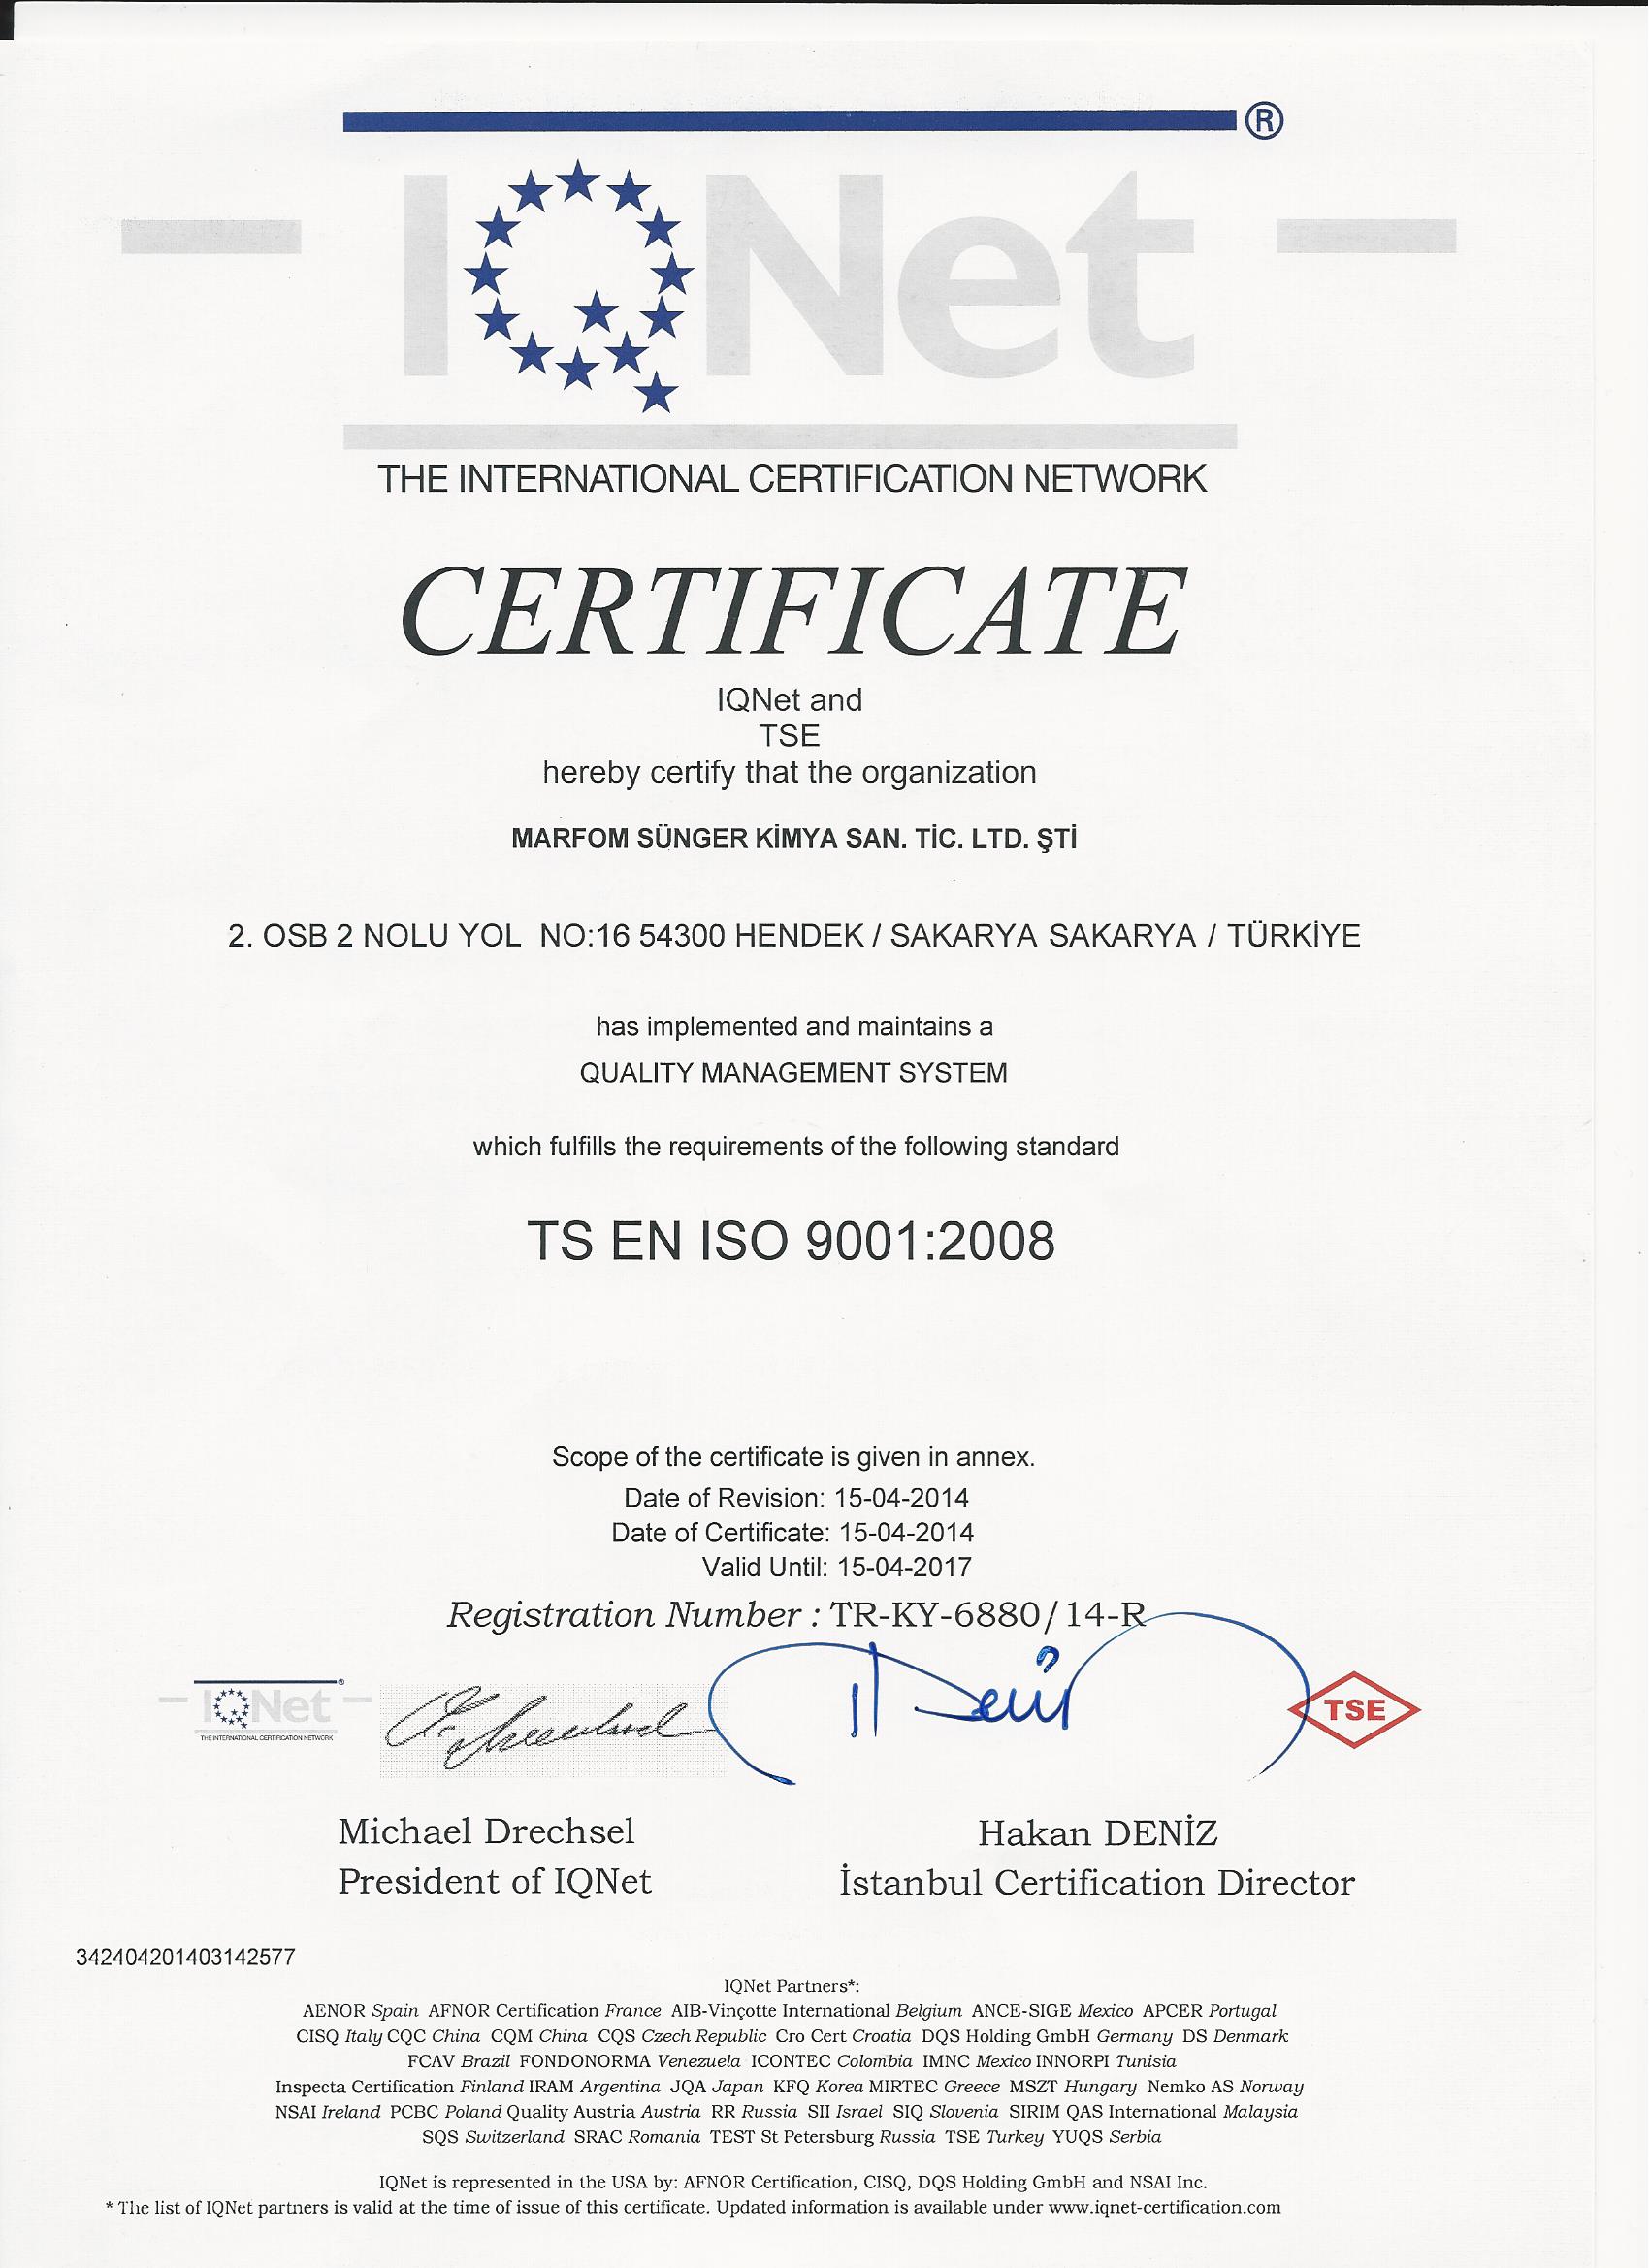 ®
IQNet
THE INTERNATIONAL CERTIFICATION NETWORK
CERTIFICATE
IQNet and
TSE
hereby certify that the organization
MARFOM SÜNGER KİMYA SAN. TİC. LTD. ŞTİ
2. OSB 2 NOLU YOL NO:16 54300 HENDEK / SAKARYA SAKARYA / TÜRKİYE
has implemented and maintains a
QUALITY MANAGEMENT SYSTEM
which fulfills the requirements of the following standard
TS EN ISO 9001:2008
Scope of the certificate is given in annex.
Date of Revision: 15-04-2014
Date of Certificate: 15-04-2014
Valid Until: 15-04-2017
Registration Number : TR-KY-6880/14-R
IQNet ®
THE INTERNATIONAL CERTIFICATION NETWORK
TSE
Michael Drechsel
President of IQNet
Hakan DENİZ
İstanbul Certification Director
342404201403142577
IQNet Partners*:
AENOR Spain AFNOR Certification France AIB-Vinçotte International Belgium ANCE-SIGE Mexico APCER Portugal
CISQ Italy CQC China CQM China CQS Czech Republic Cro Cert Croatia DQS Holding GmbH Germany DS Denmark
FCAV Brazil FONDONORMA Venezuela ICONTEC Colombia IMNC Mexico INNORPI Tunisia
Inspecta Certification Finland IRAM Argentina JQA Japan KFQ Korea MIRTEC Greece MSZT Hungary Nemko AS Norway
NSAI Ireland PCBC Poland Quality Austria Austria RR Russia SII Israel SIQ Slovenia SIRIM QAS International Malaysia
SQS Switzerland SRAC Romania TEST St Petersburg Russia TSE Turkey YUQS Serbia
IQNet is represented in the USA by: AFNOR Certification, CISQ, DQS Holding GmbH and NSAI Inc.
* The list of IQNet partners is valid at the time of issue of this certificate. Updated information is available under www.iqnet-certification.com